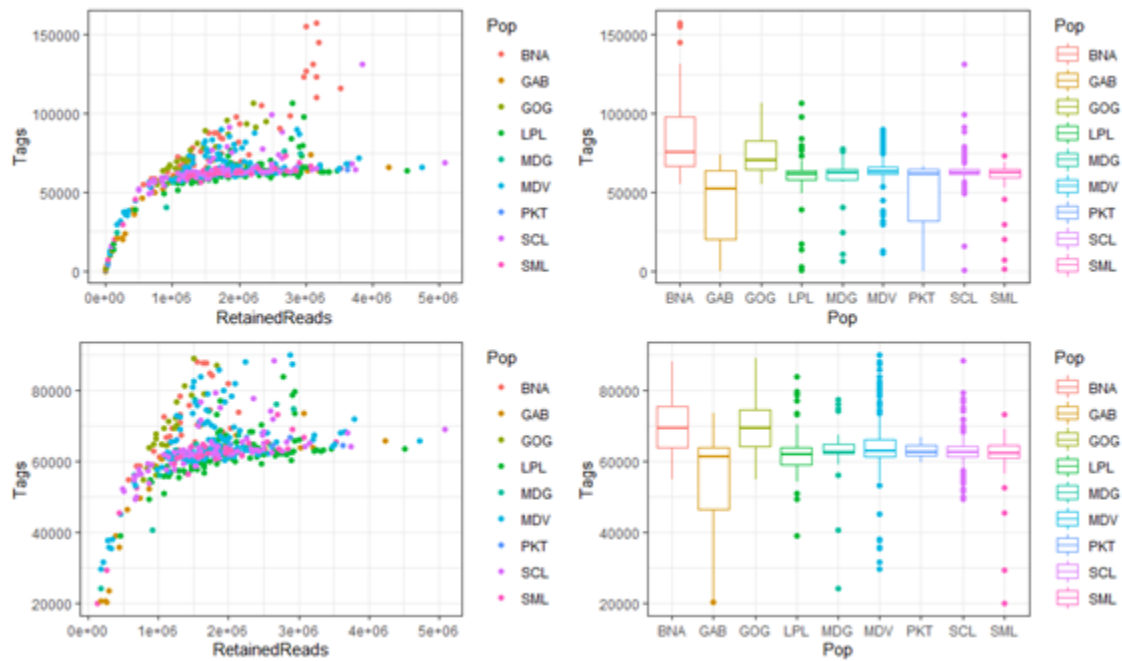 150000
100000
50000
0
Tags
0e+00 1e+06 2e+06 3e+06 4e+06 5e+06
RetainedReads
Pop
BNA
GAB
GOG
LPL
MDG
MDV
PKT
SCL
SML
150000
100000
50000
0
Tags
BNA GAB GOG LPL MDG MDV PKT SCL SML
Pop
Pop
BNA
GAB
GOG
LPL
MDG
MDV
PKT
SCL
SML
80000
60000
40000
20000
Tags
0e+00 1e+06 2e+06 3e+06 4e+06 5e+06
RetainedReads
Pop
BNA
GAB
GOG
LPL
MDG
MDV
PKT
SCL
SML
80000
60000
40000
20000
Tags
BNA GAB GOG LPL MDG MDV PKT SCL SML
Pop
Pop
BNA
GAB
GOG
LPL
MDG
MDV
PKT
SCL
SML